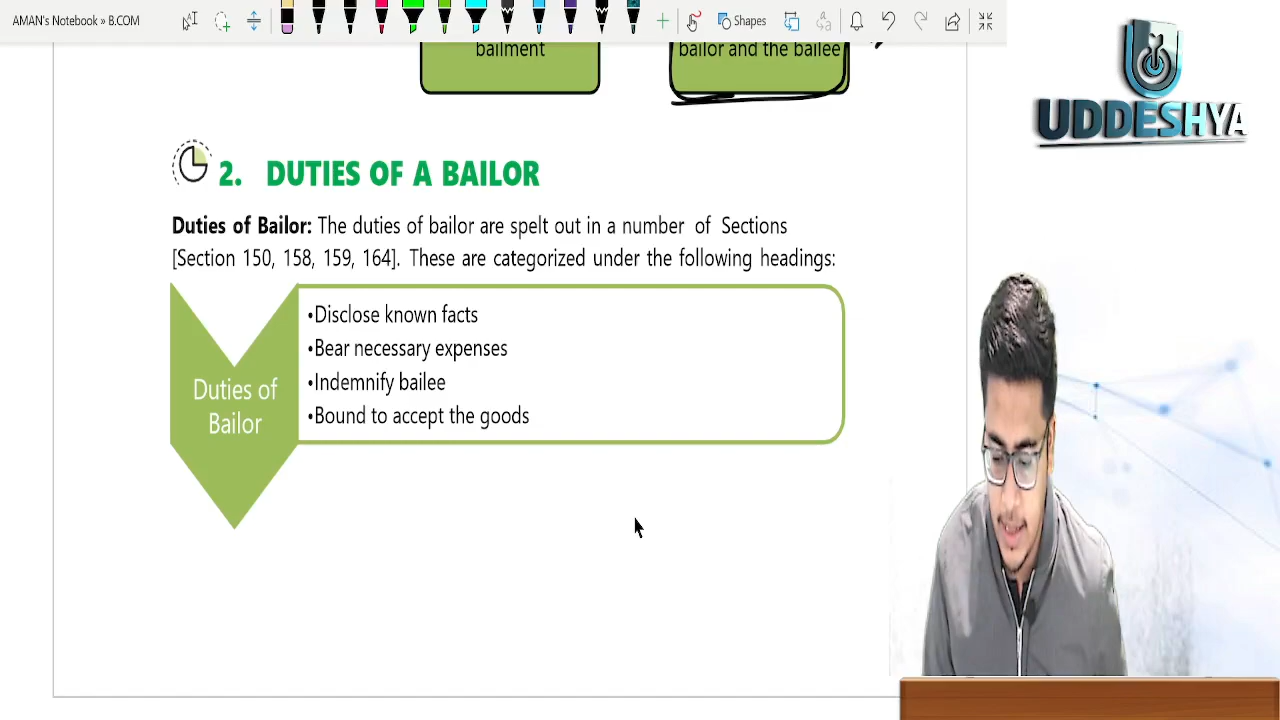 AMAN's Notebook » B.COM
Shapes
bailment
bailor and the bailee
UDDESHYA
2. DUTIES OF A BAILOR
Duties of Bailor: The duties of bailor are spelt out in a number of Sections
[Section 150, 158, 159, 164]. These are categorized under the following headings:
Duties of
Bailor
•Disclose known facts
•Bear necessary expenses
•Indemnify bailee
•Bound to accept the goods